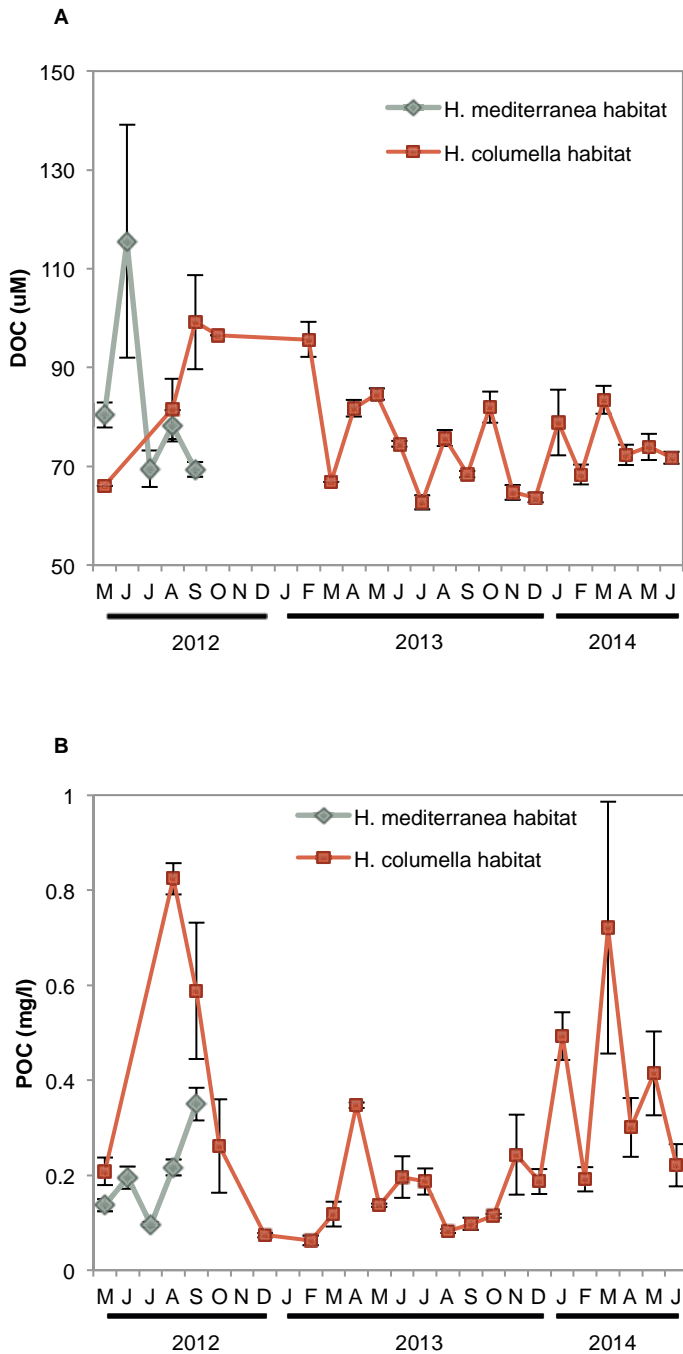 A
150
H. mediterranea habitat
130
H. columella habitat
110
DOC (uM)
90
70
50
M J J A S O N D J F M A M J J A S O N D J F M A M J
2012 2013 2014
B
1
H. mediterranea habitat
H. columella habitat
0.8
0.6
POC (mg/l)
0.4
0.2
0
M J J A S O N D J F M A M J J A S O N D J F M A M J
2012 2013 2014